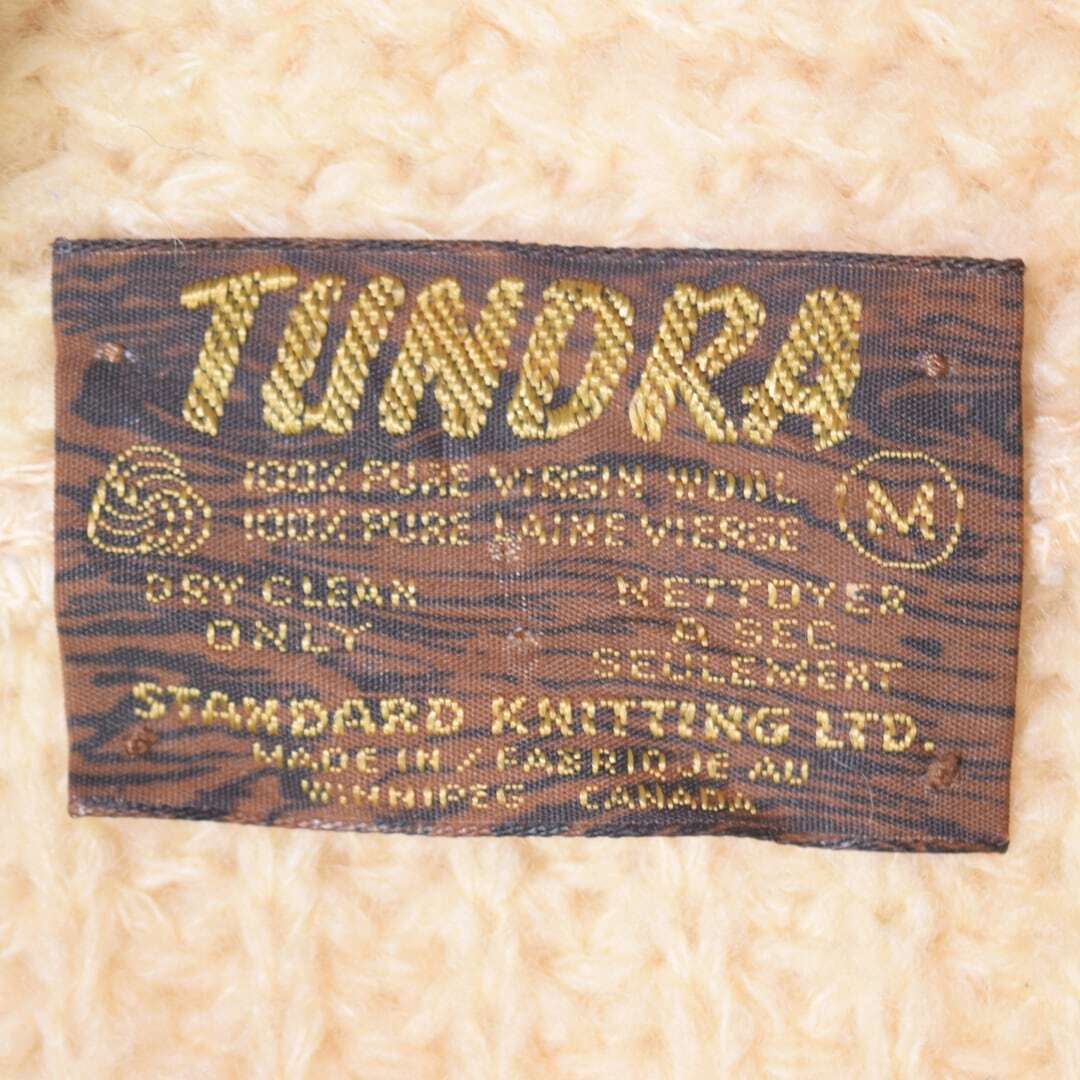 TUNDRA
100% PURE VIRGIN WOOL
100% PURE LAINE VIERGE
M
DRY CLEAN
ONLY
NETTOYER
A SEC
SEULEMENT
STANDARD KNITTING LTD.
MADE IN / FABRIQUE AU
WINNIPEG CANADA